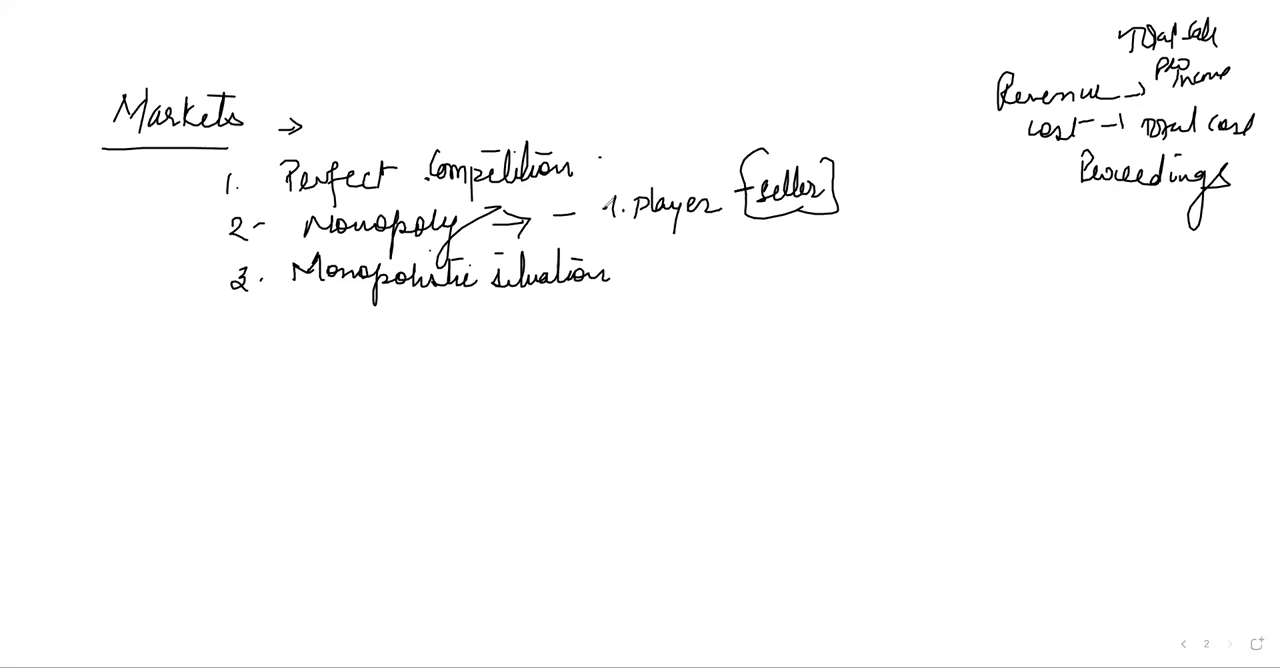 Markets →
1. Perfect Competition
2- Monopoly → - 1. player - [seller]
3. Monopolistic situation
Total sale
Revenue →
Income
Cost → Total cost
Proceedings
2